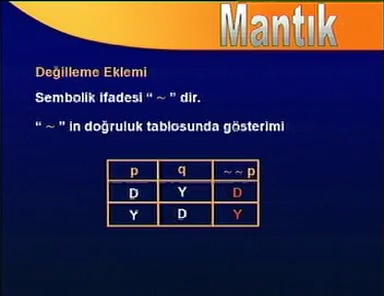 Mantık
Değilleme Eklemi
Sembolik ifadesi “ ~ ” dir.
“ ~ ” in doğruluk tablosunda gösterimi
p q ~ ~ p
D Y D
Y D Y